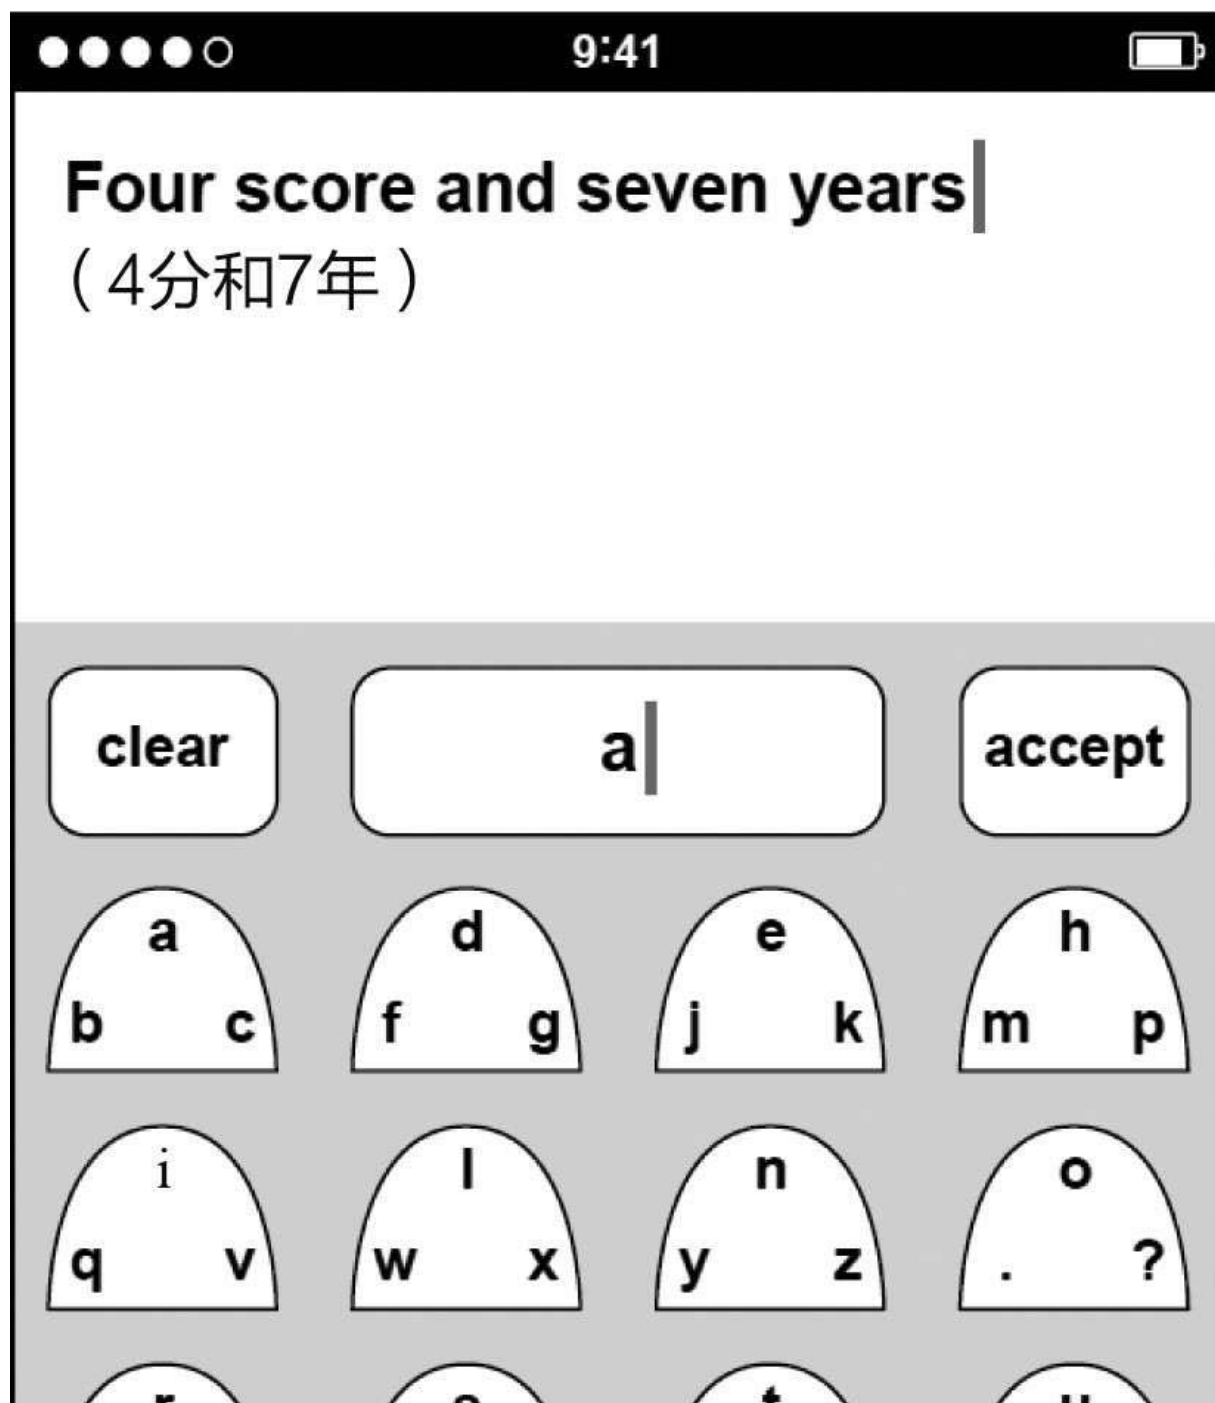 9:41
Four score and seven years
（4分和7年）
clear a accept
a d e h
b c f g j k m p
i l n o
q v w x y z . ?
r s t u